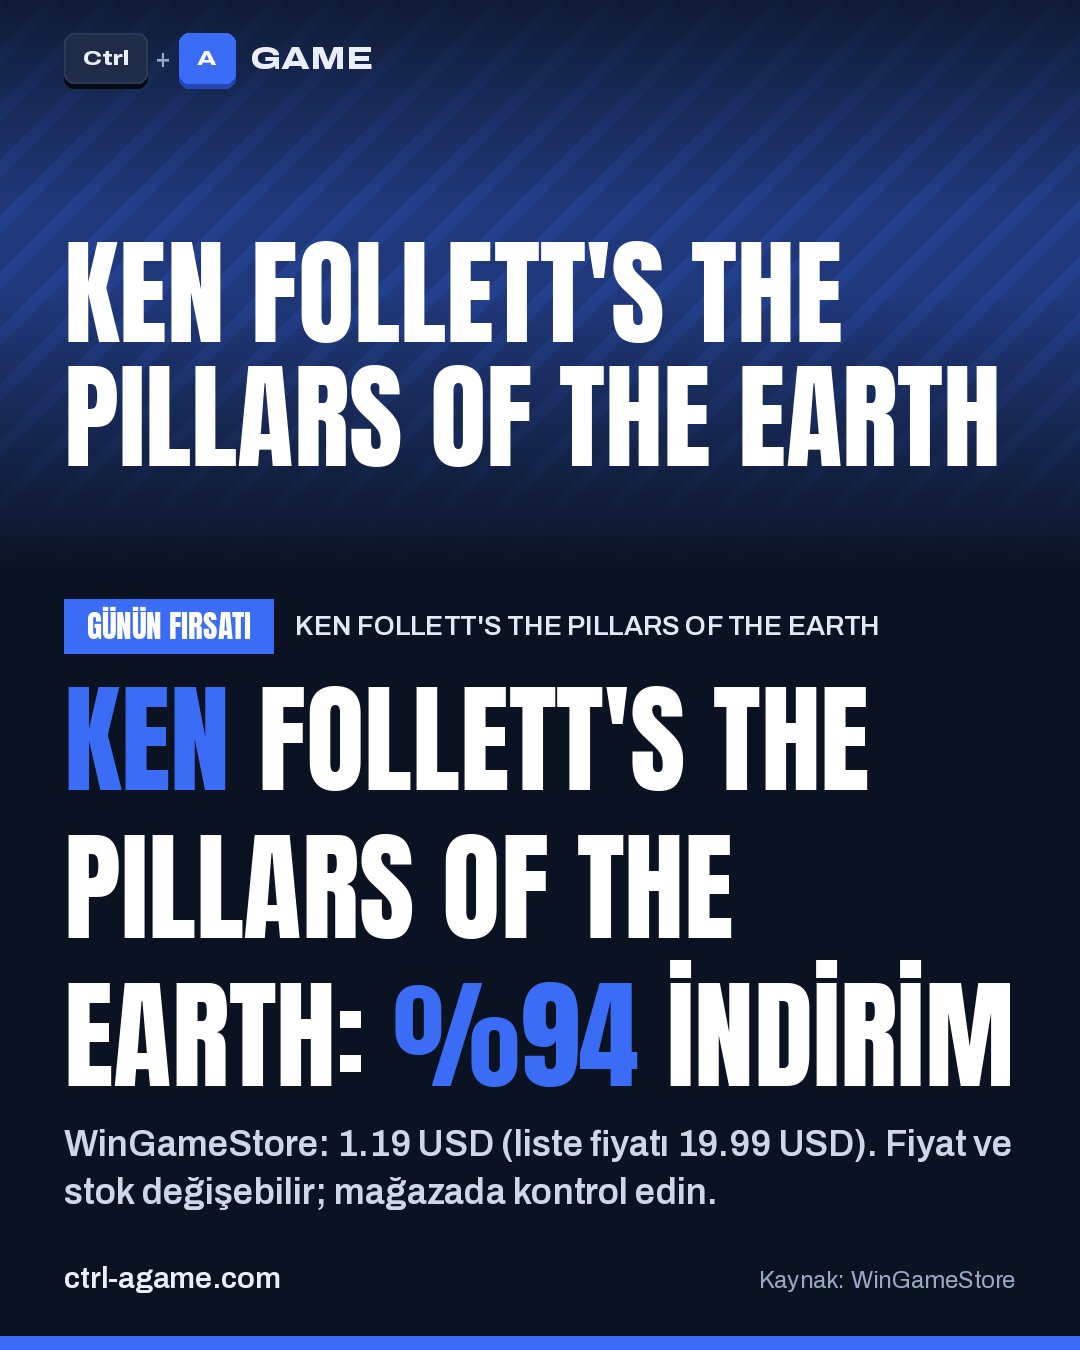 Ctrl + A GAME
KEN FOLLETT'S THE
PILLARS OF THE EARTH
GÜNÜN FIRSATI KEN FOLLETT'S THE PILLARS OF THE EARTH
KEN FOLLETT'S THE
PILLARS OF THE
EARTH: %94 İNDİRİM
WinGameStore: 1.19 USD (liste fiyatı 19.99 USD). Fiyat ve
stok değişebilir; mağazada kontrol edin.
ctrl-agame.com Kaynak: WinGameStore